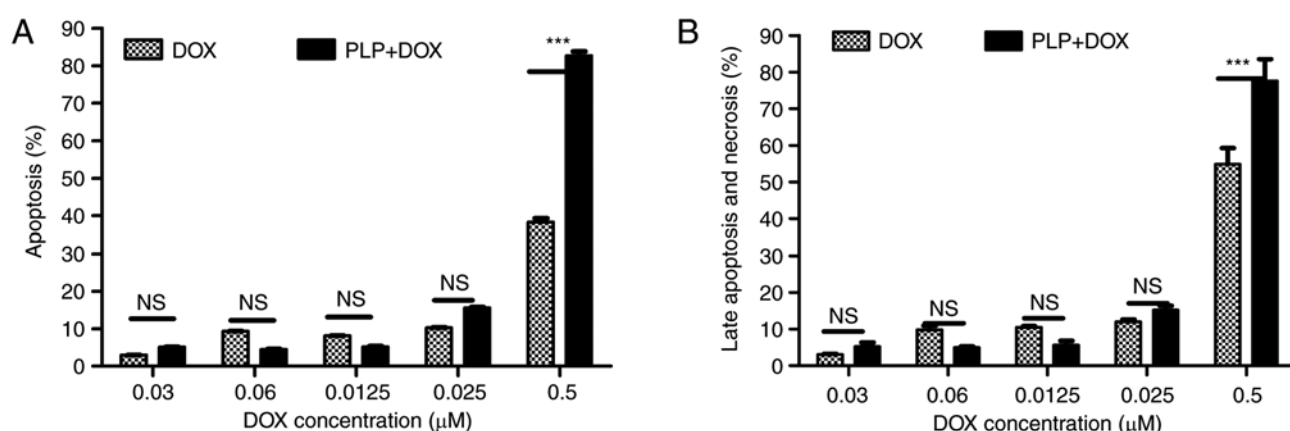 A
DOX
PLP+DOX
Apoptosis (%)
90
80
70
60
50
40
30
20
10
0
NS
NS
NS
NS
***
0.03
0.06
0.0125
0.025
0.5
DOX concentration (μM)
B
DOX
PLP+DOX
Late apoptosis and necrosis (%)
90
80
70
60
50
40
30
20
10
0
NS
NS
NS
NS
***
0.03
0.06
0.0125
0.025
0.5
DOX concentration (μM)